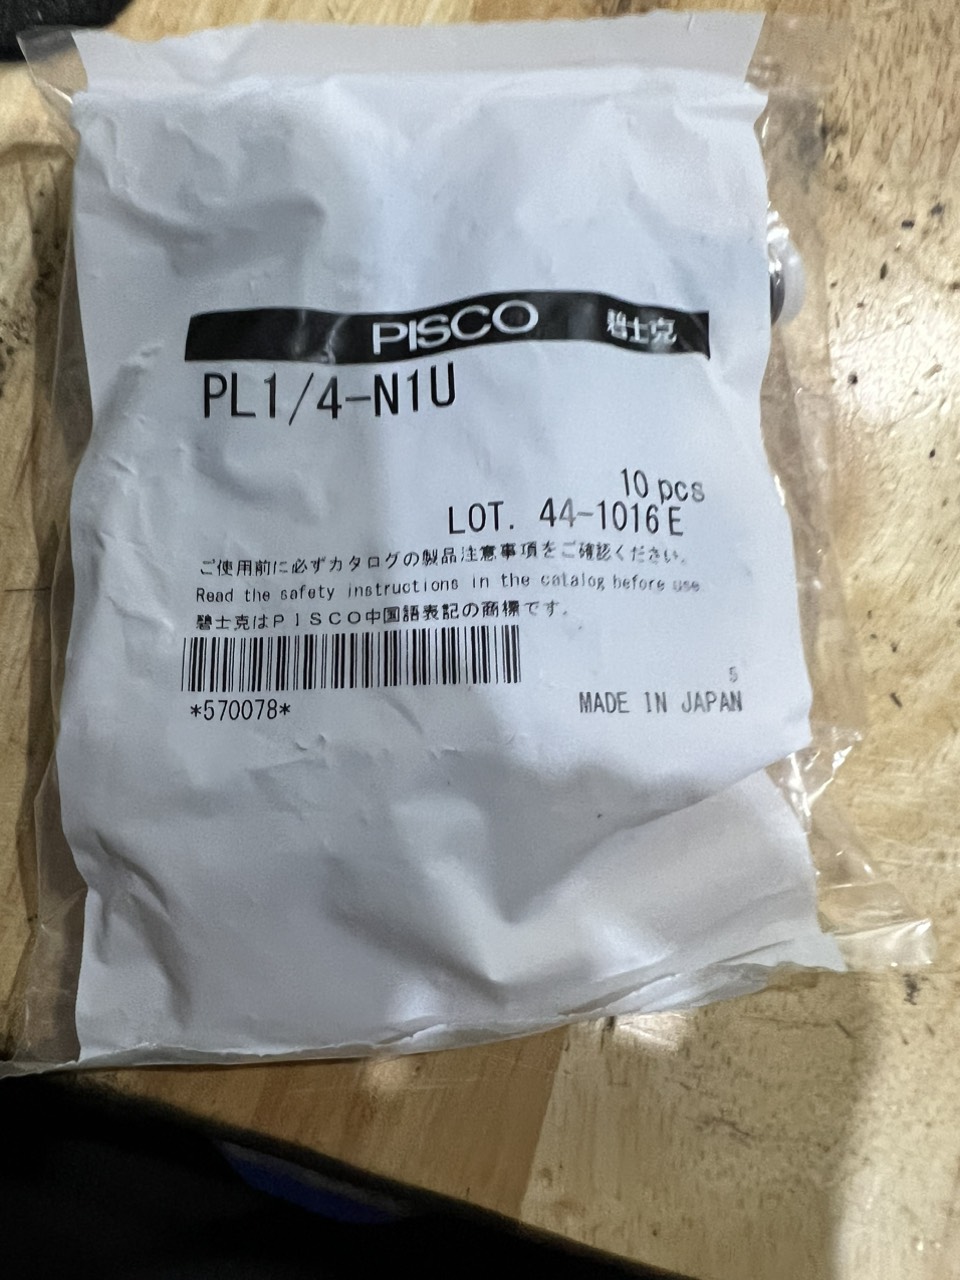 PISCO 碧士克
PL1/4-N1U
10 pcs
LOT. 44-1016E
ご使用前に必ずカタログの製品注意事項をご確認ください。
Read the safety instructions in the catalog before use
碧士克はPISCO中国語表記の商標です。
5
*570078* MADE IN JAPAN